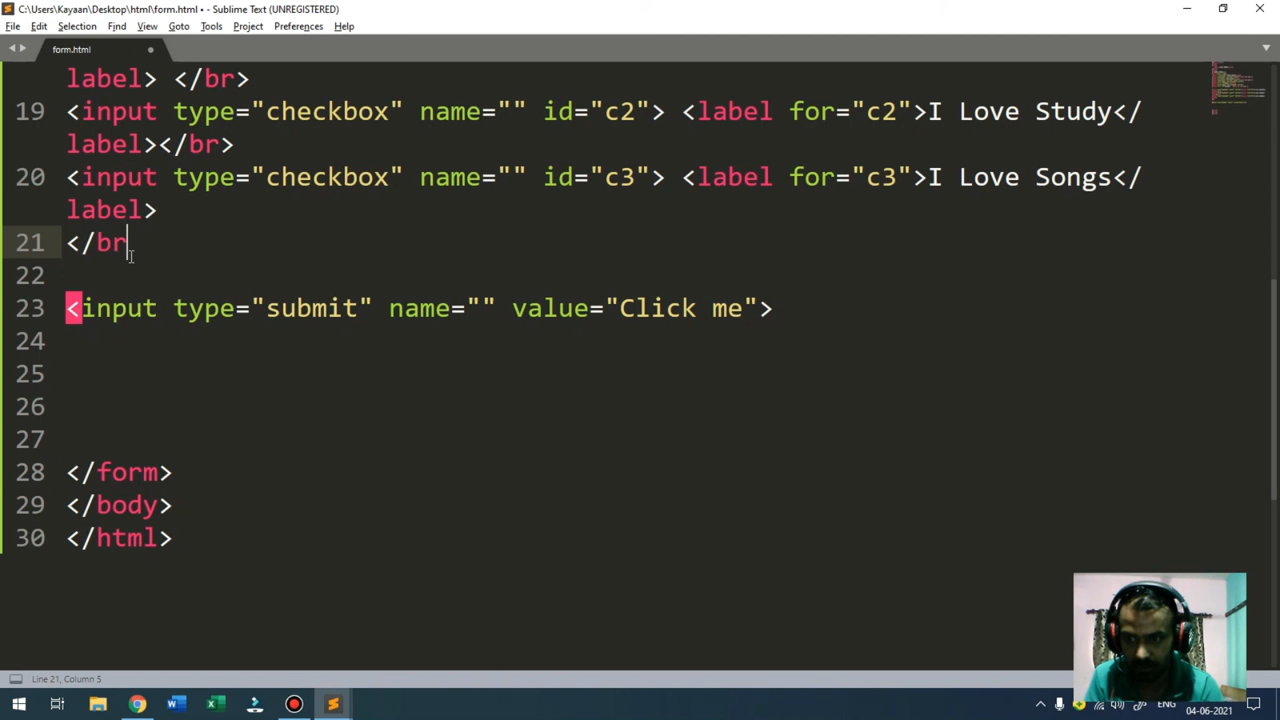 C:\Users\Kayaan\Desktop\html\form.html • - Sublime Text (UNREGISTERED)
File Edit Selection Find View Goto Tools Project Preferences Help
form.html
label> </br>
19 <input type="checkbox" name="" id="c2"> <label for="c2">I Love Study</
label></br>
20 <input type="checkbox" name="" id="c3"> <label for="c3">I Love Songs</
label>
21 </br
22
23 <input type="submit" name="" value="Click me">
24
25
26
27
28 </form>
29 </body>
30 </html>
Line 21, Column 5
ENG
04-06-2021